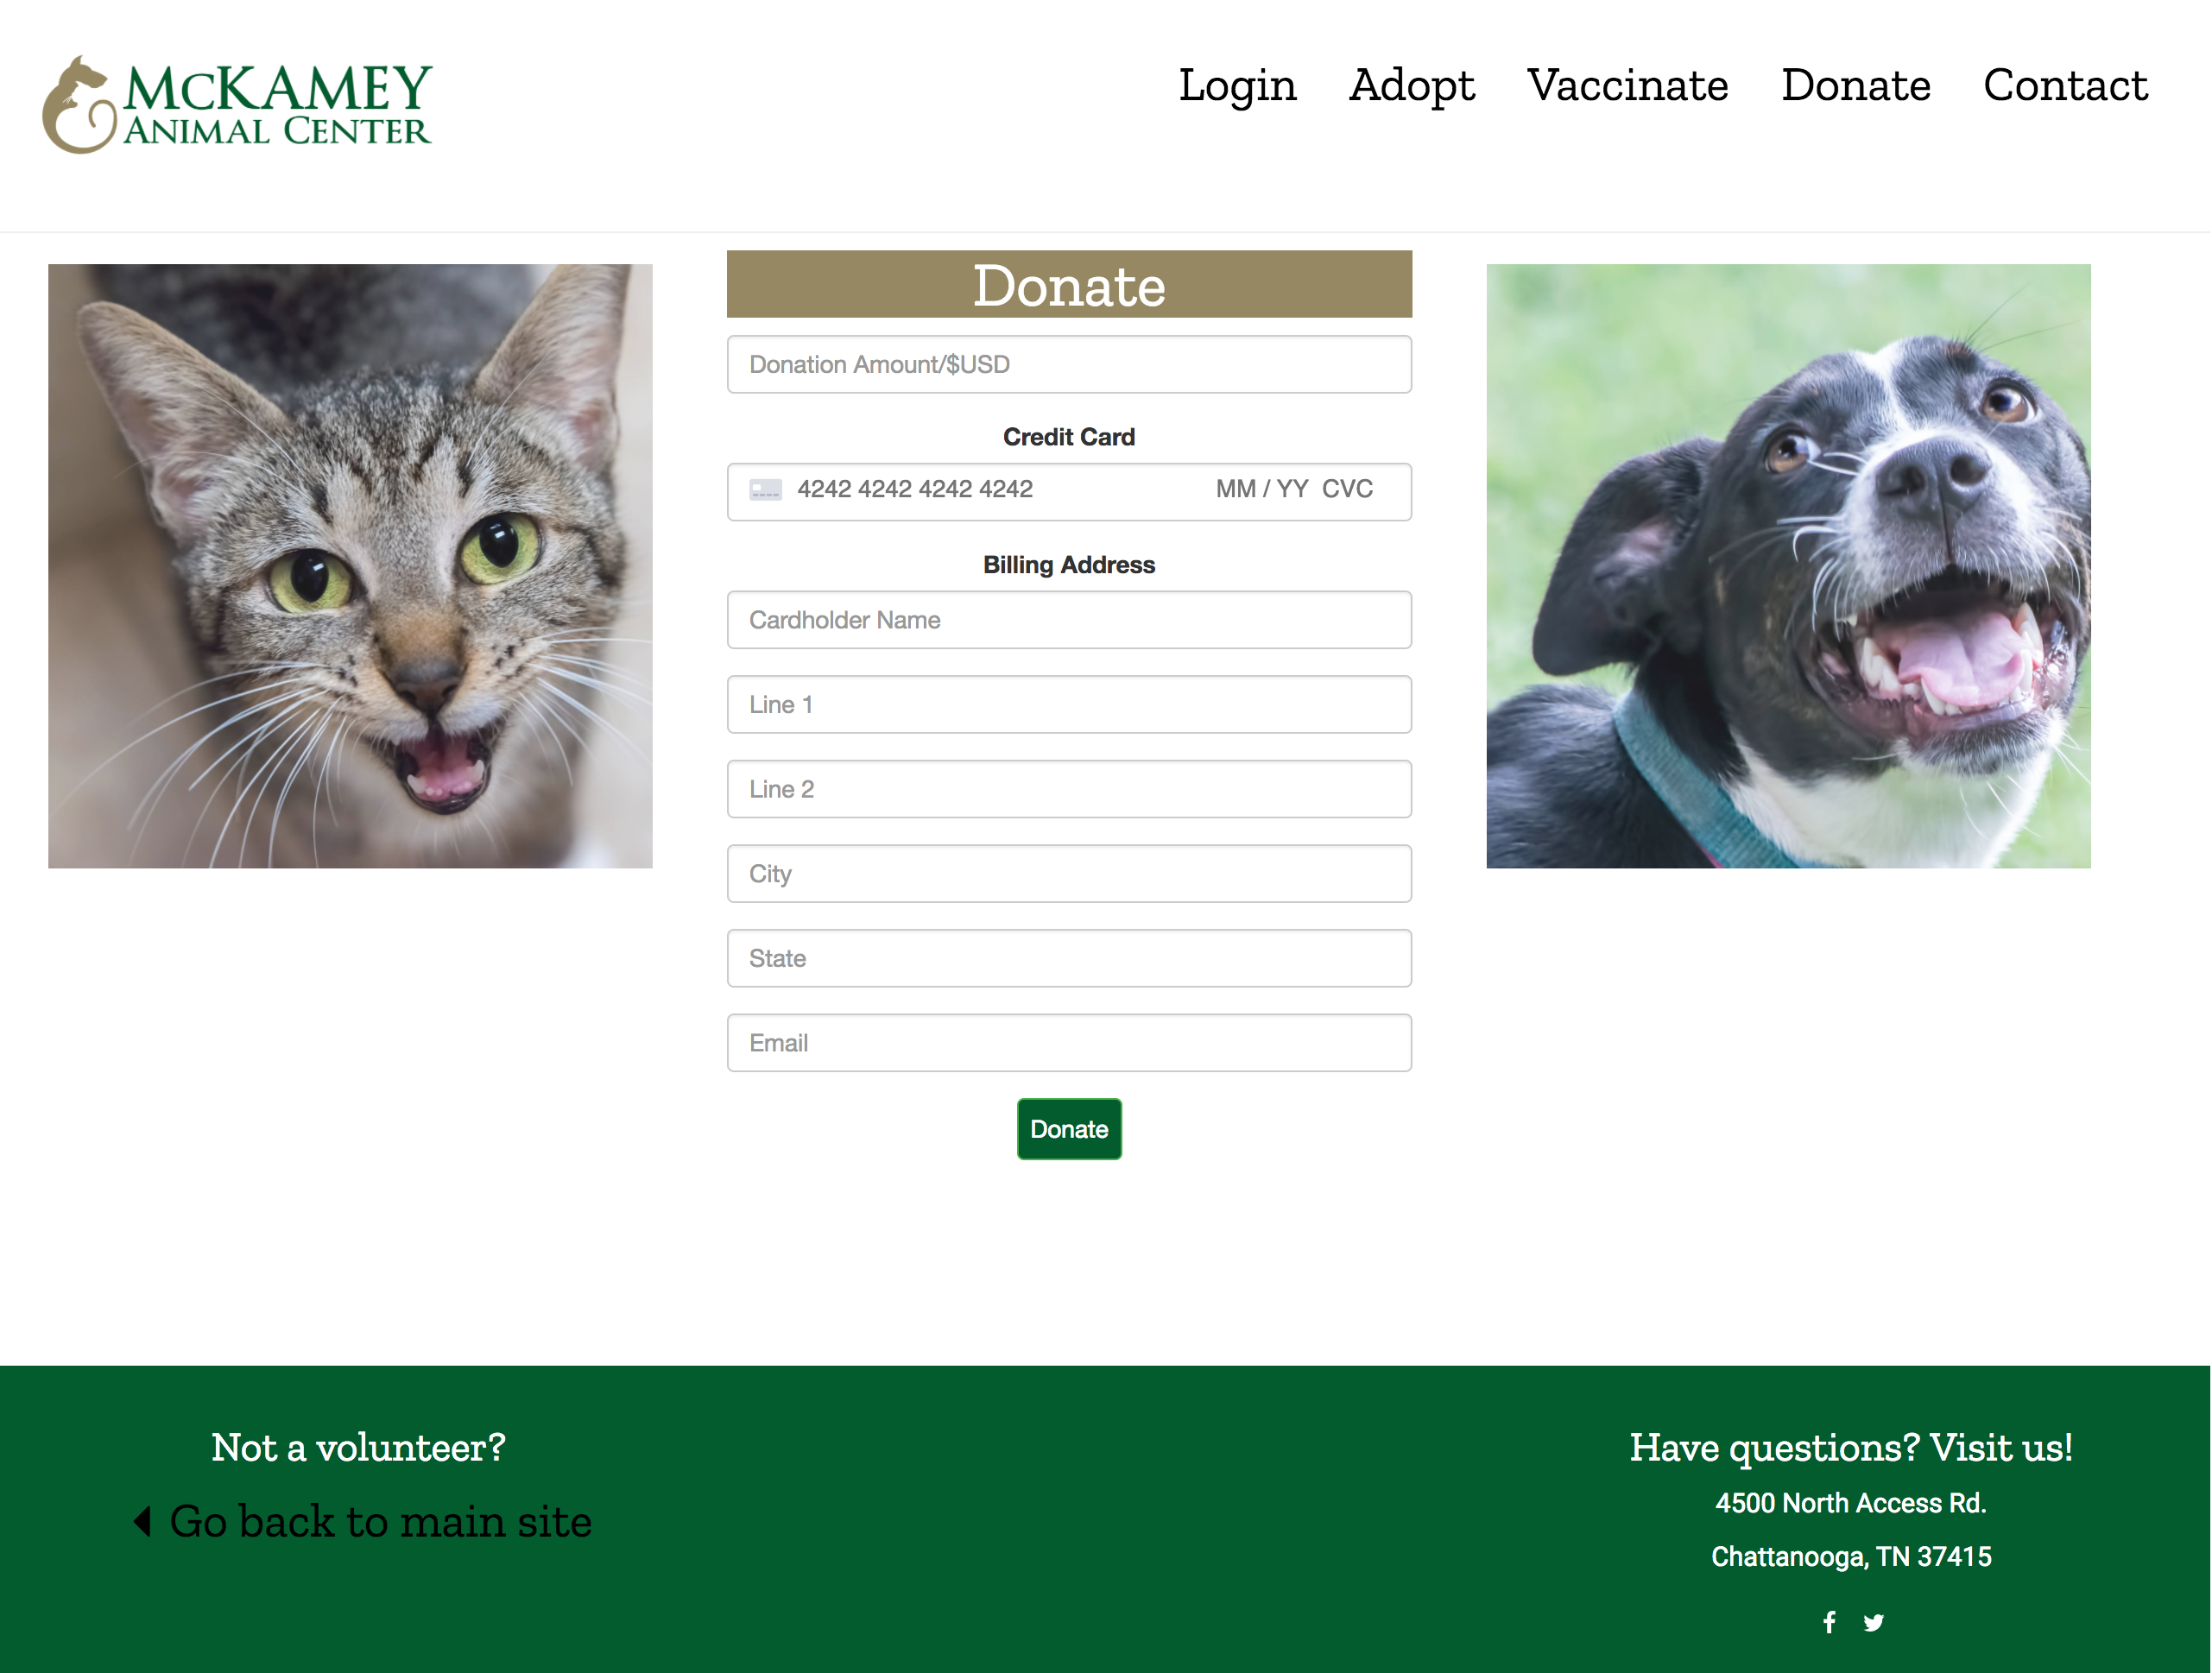 McKAMEY
ANIMAL CENTER
Login Adopt Vaccinate Donate Contact
Donate
Donation Amount/$USD
Credit Card
4242 4242 4242 4242 MM / YY CVC
Billing Address
Cardholder Name
Line 1
Line 2
City
State
Email
Donate
Not a volunteer?
Go back to main site
Have questions? Visit us!
4500 North Access Rd.
Chattanooga, TN 37415